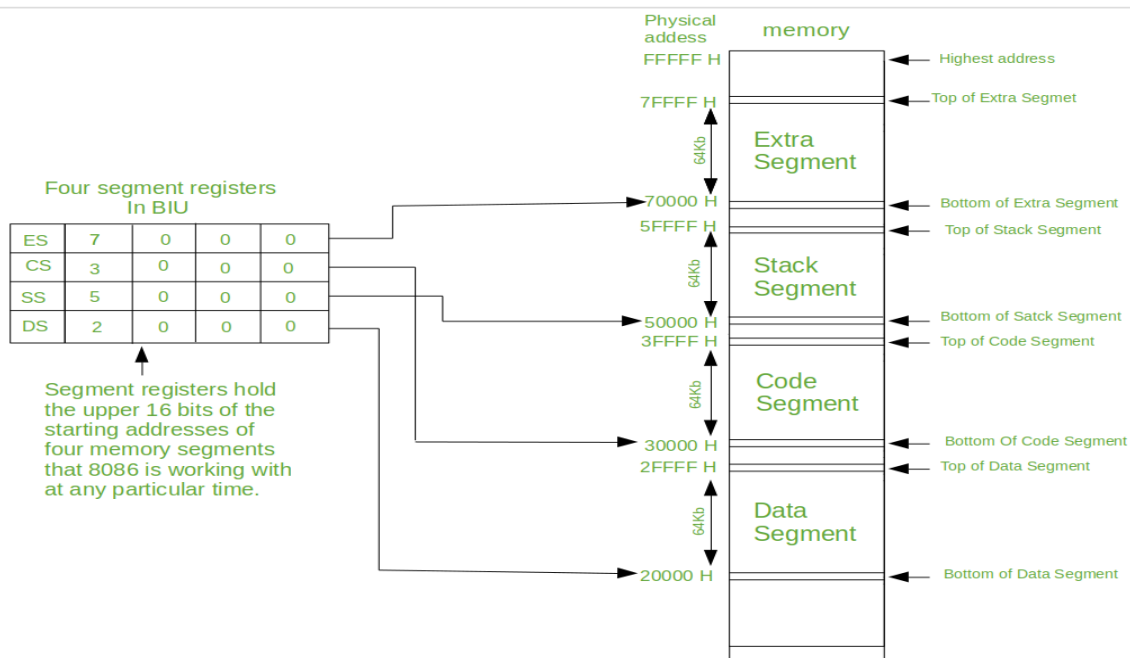 Physical
addess
memory
FFFFF H
Highest address
7FFFF H
Top of Extra Segmet
64Kb
Extra
Segment
70000 H
Bottom of Extra Segment
5FFFF H
Top of Stack Segment
64Kb
Stack
Segment
50000 H
Bottom of Satck Segment
3FFFF H
Top of Code Segment
64Kb
Code
Segment
30000 H
Bottom Of Code Segment
2FFFF H
Top of Data Segment
64Kb
Data
Segment
20000 H
Bottom of Data Segment
Four segment registers
In BIU
ES 7 0 0 0
CS 3 0 0 0
SS 5 0 0 0
DS 2 0 0 0
Segment registers hold
the upper 16 bits of the
starting addresses of
four memory segments
that 8086 is working with
at any particular time.